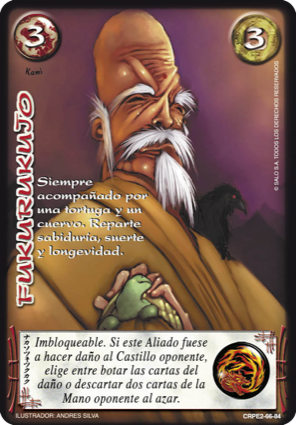 3
3
Kami
FUKURUKUJO
Siempre
acompañado por
una tortuga y un
cuervo. Reparte
sabiduría, suerte
y longevidad.
© SALO S.A. TODOS LOS DERECHOS RESERVADOS
Imbloqueable. Si este Aliado fuese
a hacer daño al Castillo oponente,
elige entre botar las cartas del
daño o descartar dos cartas de la
Mano oponente al azar.
ILUSTRADOR: ANDRES SILVA
CRPE2-66-84